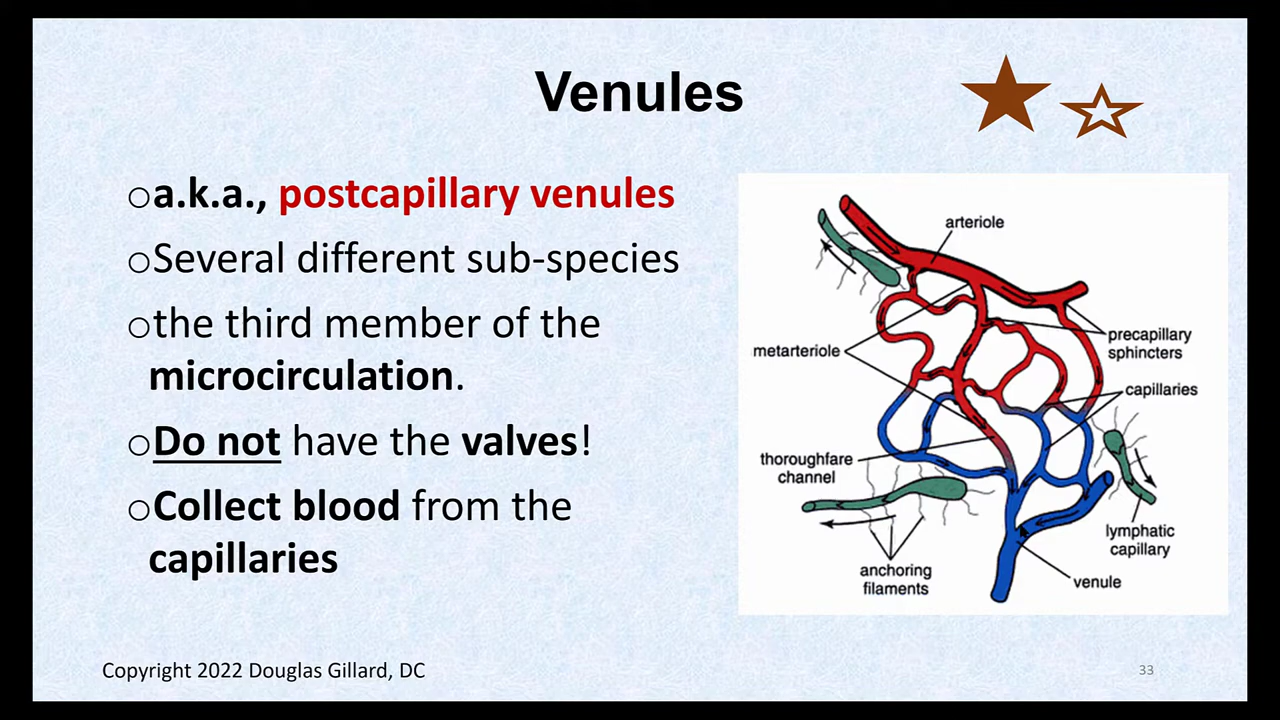 Venules
a.k.a., postcapillary venules
Several different sub-species
the third member of the
microcirculation.
Do not have the valves!
Collect blood from the
capillaries
arteriole
precapillary
sphincters
metarteriole
capillaries
thoroughfare
channel
lymphatic
capillary
anchoring
filaments
venule
Copyright 2022 Douglas Gillard, DC
33